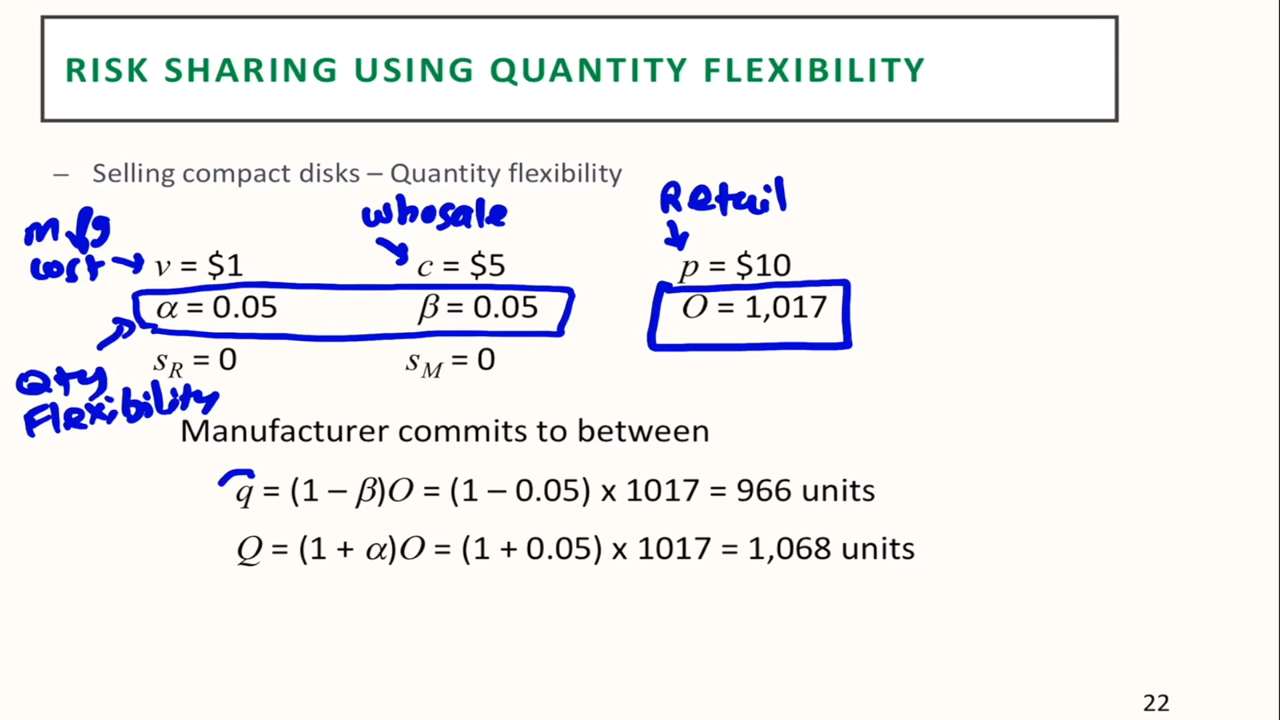 RISK SHARING USING QUANTITY FLEXIBILITY
– Selling compact disks – Quantity flexibility
mfg
cost
whosale
Retail
v = $1 c = $5 p = $10
α = 0.05 β = 0.05 O = 1,017
s_R = 0 s_M = 0
Qty
Flexibility
Manufacturer commits to between
q = (1 – β)O = (1 – 0.05) x 1017 = 966 units
Q = (1 + α)O = (1 + 0.05) x 1017 = 1,068 units
22